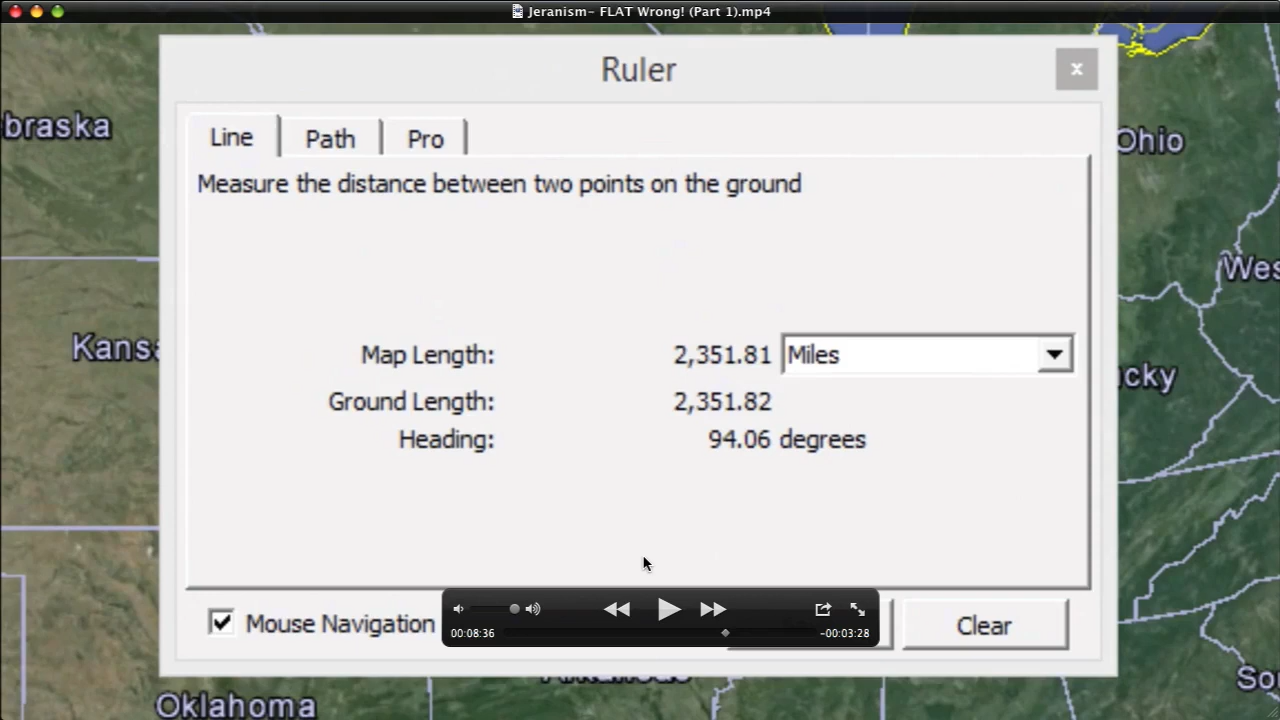 Jeranism- FLAT Wrong! (Part 1).mp4
Ruler
braska
Ohio
Line Path Pro
Measure the distance between two points on the ground
Wes
Kansa
Map Length: 2,351.81 Miles
cky
Ground Length: 2,351.82
Heading: 94.06 degrees
Mouse Navigation
Clear
00:08:36 -00:03:28
Arkansas
So
Oklahoma